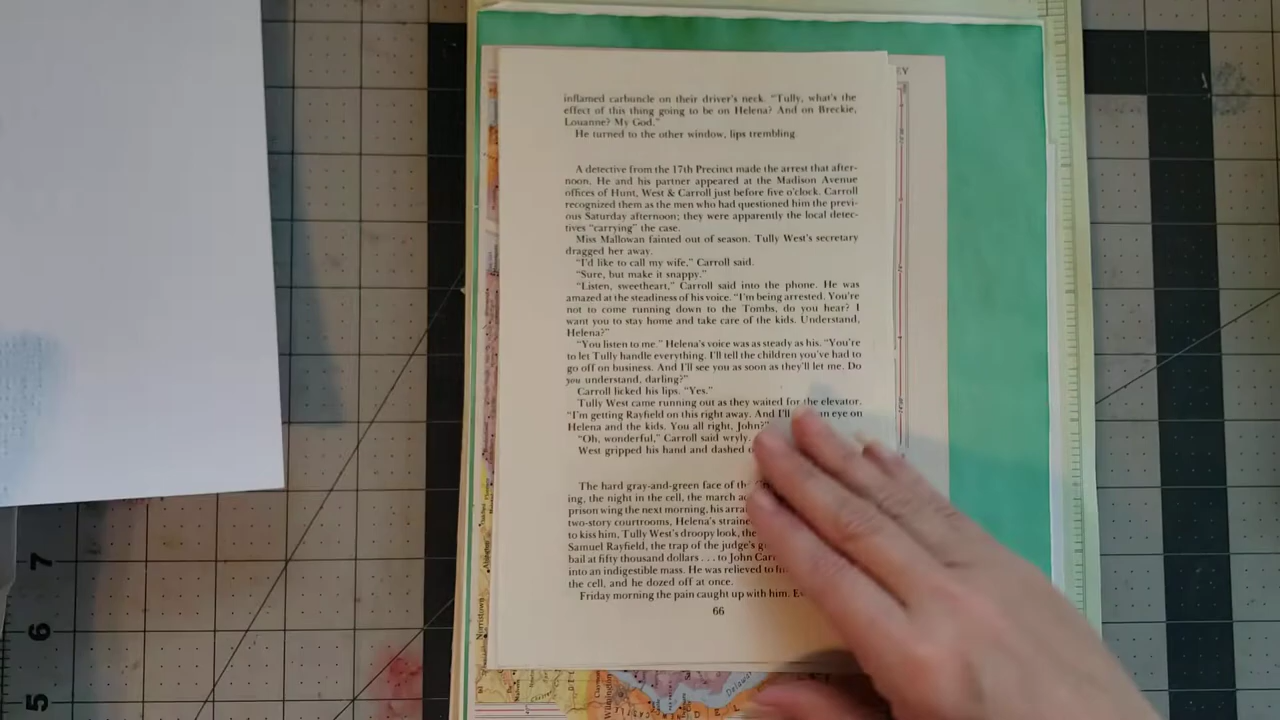 inflamed carbuncle on their driver's neck. "Tully, what's the
effect of this thing going to be on Helena? And on Breckie,
Louanne? My God."
He turned to the other window, lips trembling.
A detective from the 17th Precinct made the arrest that after-
noon. He and his partner appeared at the Madison Avenue
offices of Hunt, West & Carroll just before five o'clock. Carroll
recognized them as the men who had questioned him the previ-
ous Saturday afternoon; they were apparently the local detec-
tives "carrying" the case.
Miss Mallowan fainted out of season. Tully West's secretary
dragged her away.
"I'd like to call my wife," Carroll said.
"Sure, but make it snappy."
"Listen, sweetheart," Carroll said into the phone. He was
amazed at the steadiness of his voice. "I'm being arrested. You're
not to come running down to the Tombs, do you hear? I
want you to stay home and take care of the kids. Understand,
Helena?"
"You listen to me." Helena's voice was as steady as his. "You're
to let Tully handle everything. I'll tell the children you've had to
go off on business. And I'll see you as soon as they'll let me. Do
you understand, darling?"
Carroll licked his lips. "Yes."
Tully West came running out as they waited for the elevator.
"I'm getting Rayfield on this right away. And I'll an eye on
Helena and the kids. You all right, John?"
"Oh, wonderful," Carroll said wryly.
West gripped his hand and dashed
The hard gray-and-green face of the
ing, the night in the cell, the march
prison wing the next morning, his
two-story courtrooms, Helena's
to kiss him, Tully West's droopy look, the
Samuel Rayfield, the trap of the judge's
bail at fifty thousand dollars . . . to John
into an indigestible mass. He was relieved to
the cell, and he dozed off at once.
Friday morning the pain caught up with him.
66
EY
Norristown
Wilmington
Delaware
7
6
5